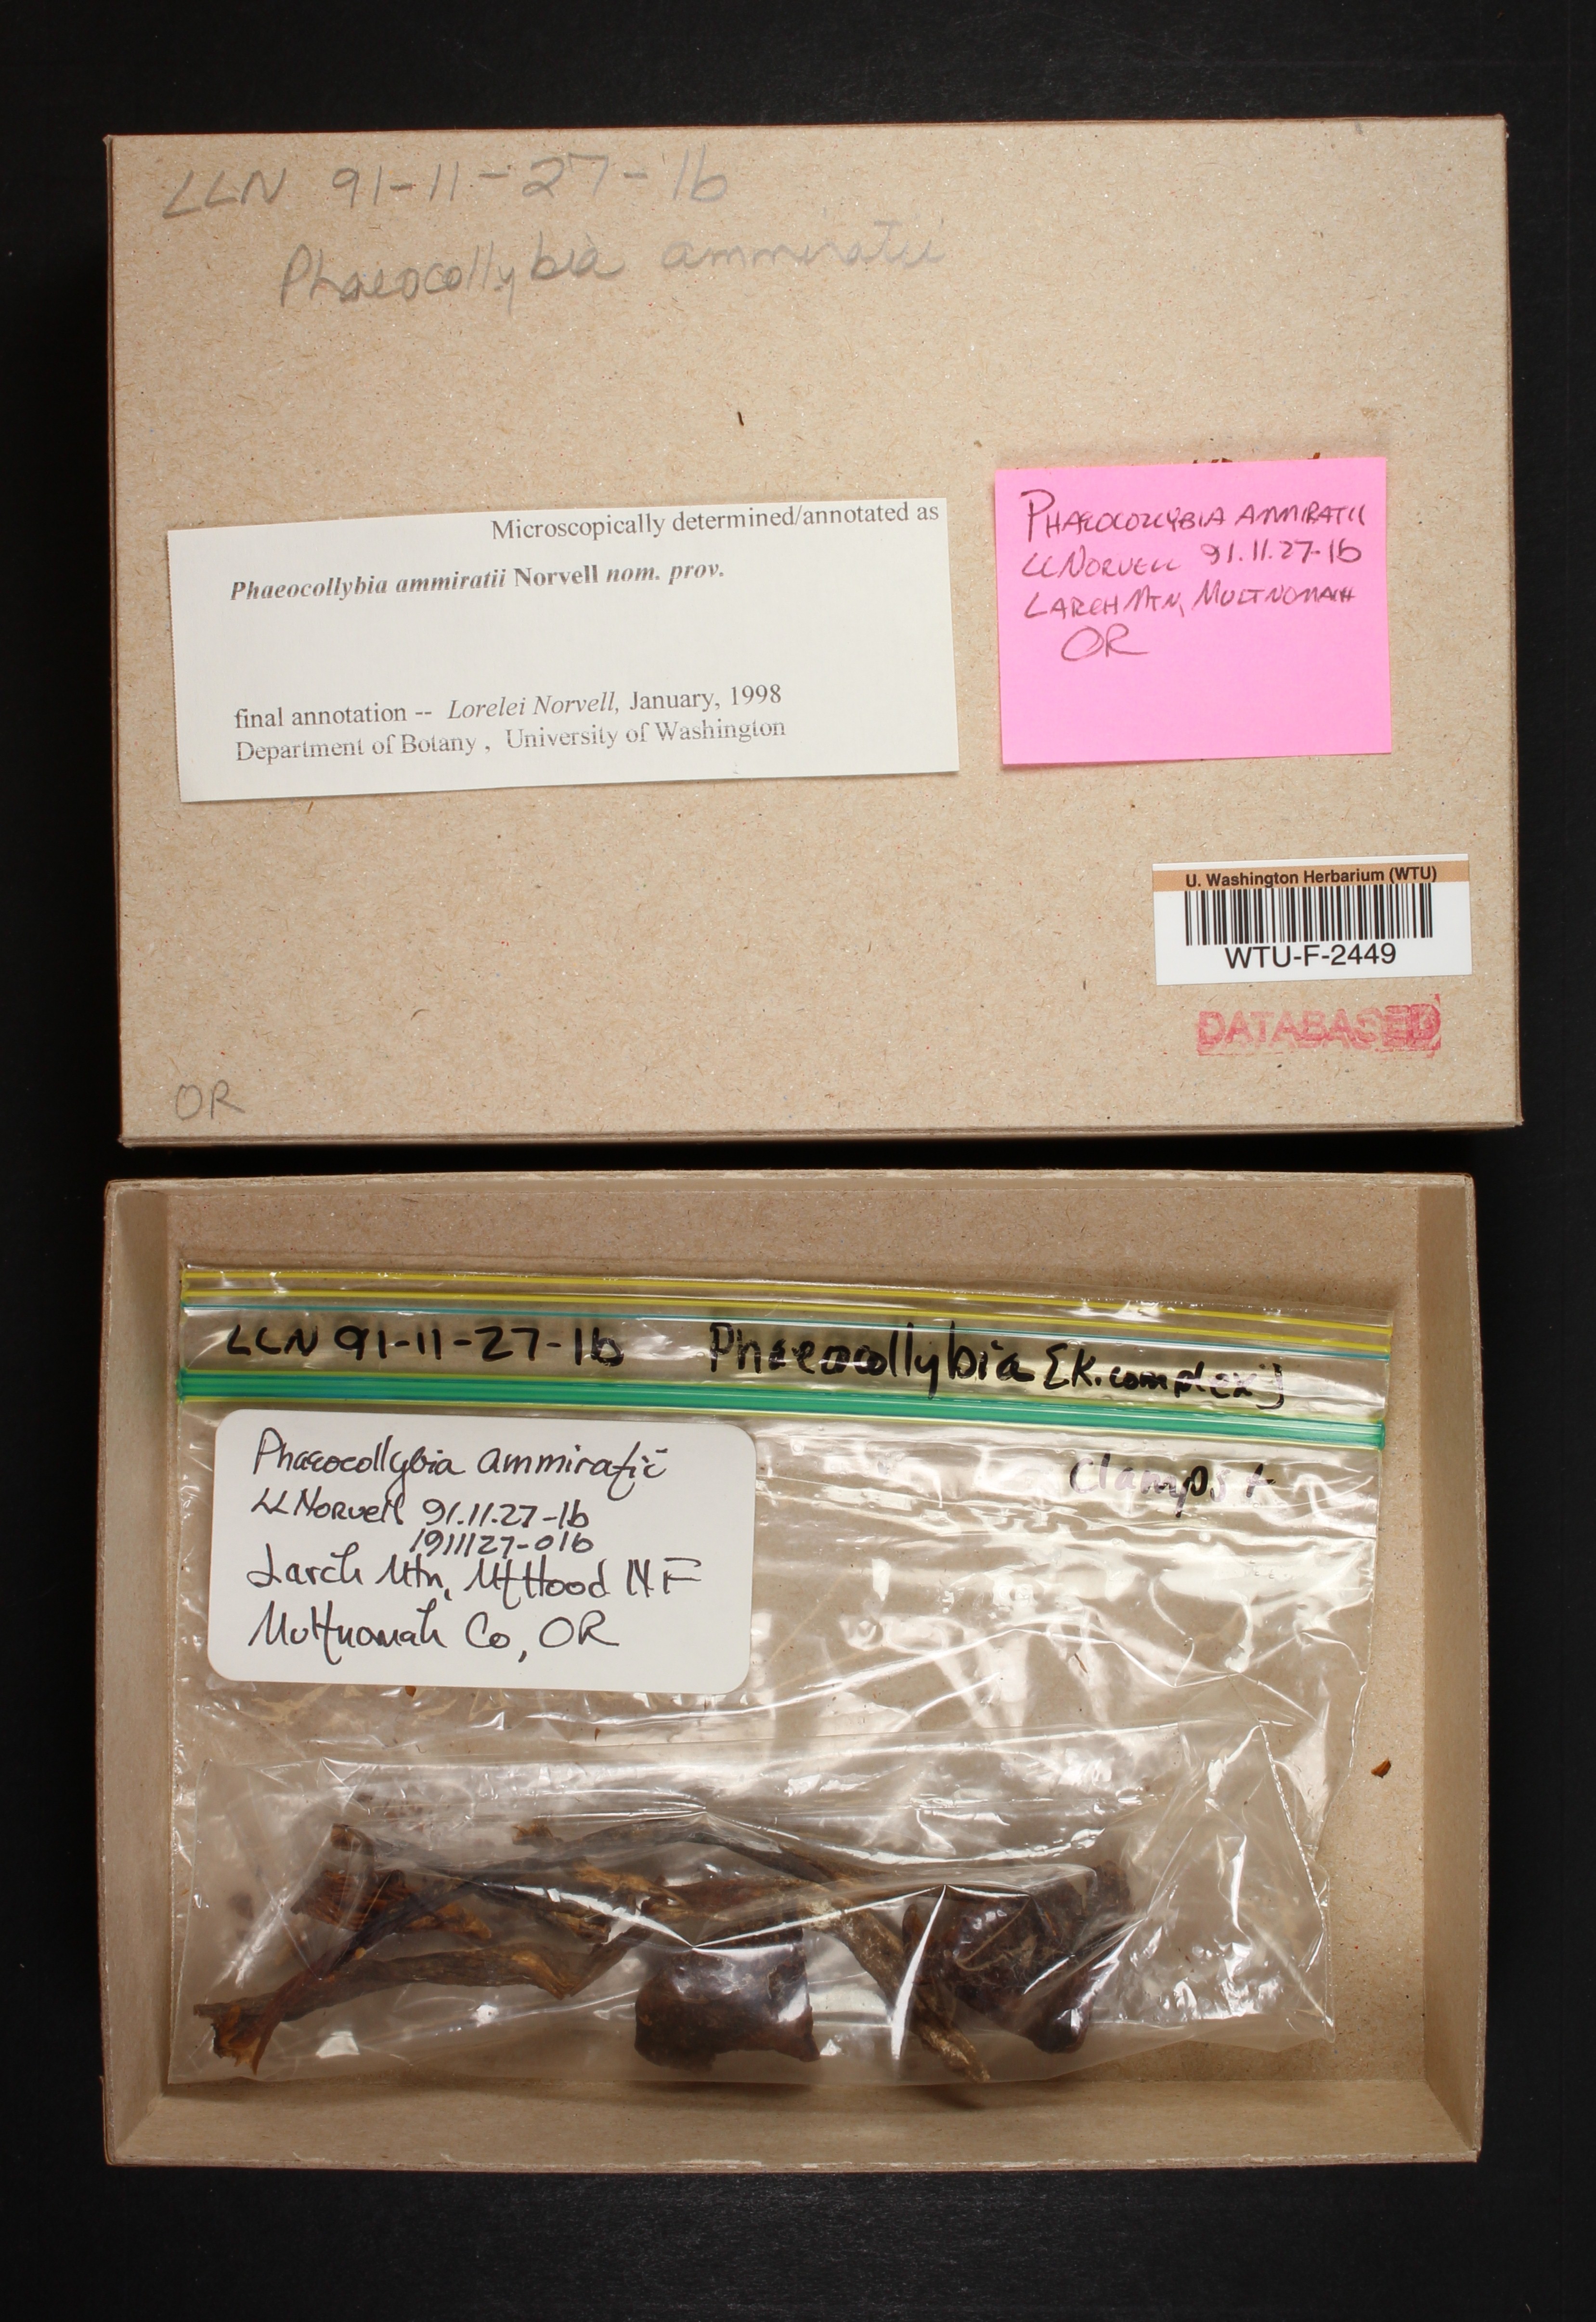 LLN 91-11-27-1b
Phaeocollybia ammiratii
Microscopically determined/annotated as
Phaeocollybia ammiratii Norvell nom. prov.
final annotation -- Lorelei Norvell, January, 1998
Department of Botany , University of Washington
PHAEOCOLLYBIA AMMIRATII
LLNORVELL 91.11.27-1b
LARCH MTN, MULTNOMAH
OR
U. Washington Herbarium (WTU)
WTU-F-2449
DATABASED
OR
LLN 91-11-27-1b Phaeocollybia [K. complex]
Clamps +
Phaeocollybia ammiratii
LLNorvell 91.11.27-1b
1911127-01b
Larch Mtn, Mt Hood NF
Multnomah Co, OR